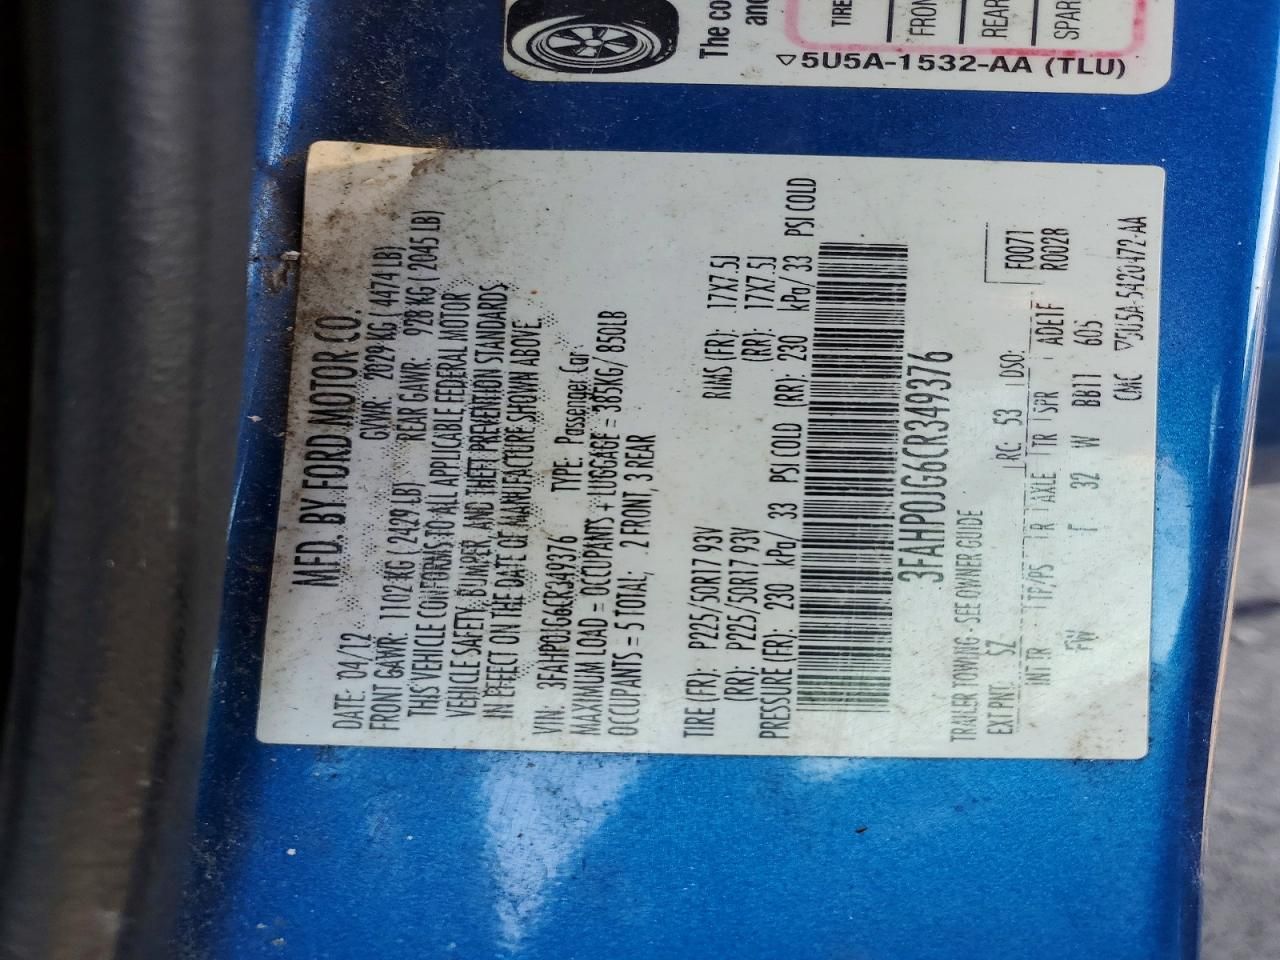 The co
and
TIRE
FRON
REAR
SPAR
▽5U5A-1532-AA (TLU)
MFD. BY FORD MOTOR CO.
DATE: 04/12 GVWR: 2029 KG ( 4474 LB)
FRONT GAWR: 1102 KG ( 2429 LB) REAR GAWR: 928 KG ( 2045 LB)
THIS VEHICLE CONFORMS TO ALL APPLICABLE FEDERAL MOTOR
VEHICLE SAFETY, BUMPER, AND THEFT PREVENTION STANDARDS
IN EFFECT ON THE DATE OF MANUFACTURE SHOWN ABOVE.
VIN: 3FAHP0JG6CR349376 TYPE: Passenger Car
MAXIMUM LOAD = OCCUPANTS + LUGGAGE = 385KG/ 850LB
OCCUPANTS = 5 TOTAL; 2 FRONT, 3 REAR
TIRE (FR): P225/50R17 93V RIMS (FR): 17X7.5J
(RR): P225/50R17 93V (RR): 17X7.5J
PRESSURE (FR): 230 kPa/ 33 PSI COLD (RR): 230 kPa/ 33 PSI COLD
3FAHP0JG6CR349376
TRAILER TOWING - SEE OWNER GUIDE
F0071
R0028
EXT PNT: SZ RC: 53 DSO:
INT TR TP/PS R AXLE TR SPR ADE1F
FW T 32 W BB11 605
CMC ▽5U5A-5420472-AA